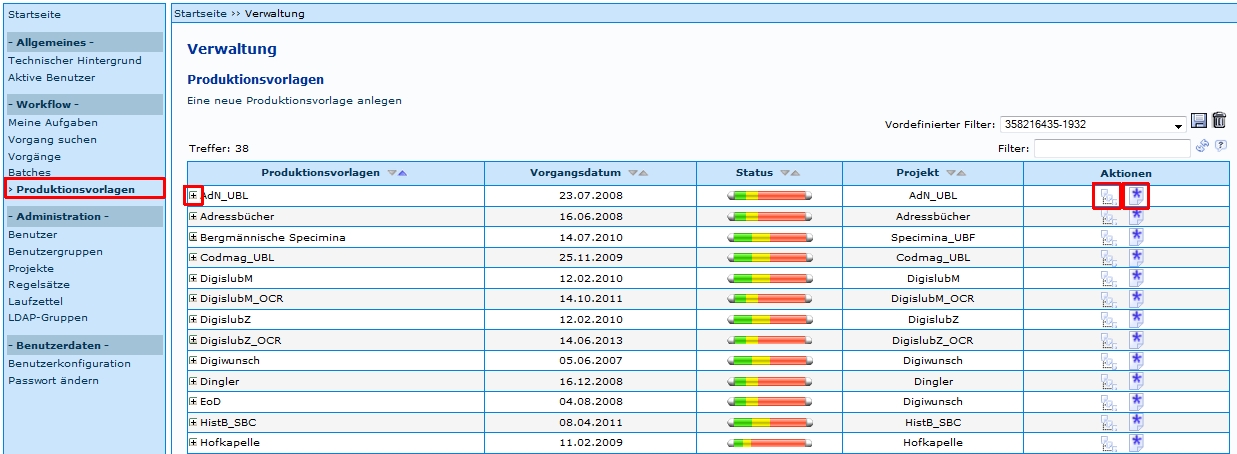 Startseite
- Allgemeines -
Technischer Hintergrund
Aktive Benutzer
- Workflow -
Meine Aufgaben
Vorgang suchen
Vorgänge
Batches
› Produktionsvorlagen
- Administration -
Benutzer
Benutzergruppen
Projekte
Regelsätze
Laufzettel
LDAP-Gruppen
- Benutzerdaten -
Benutzerkonfiguration
Passwort ändern
Startseite >> Verwaltung
Verwaltung
Produktionsvorlagen
Eine neue Produktionsvorlage anlegen
Vordefinierter Filter: 358216435-1932
Treffer: 38 Filter:
Produktionsvorlagen Vorgangsdatum Status Projekt Aktionen
AdN_UBL 23.07.2008 AdN_UBL
Adressbücher 16.06.2008 Adressbücher
Bergmännische Specimina 14.07.2010 Specimina_UBF
Codmag_UBL 25.11.2009 Codmag_UBL
DigislubM 12.02.2010 DigislubM
DigislubM_OCR 14.10.2011 DigislubM_OCR
DigislubZ 12.02.2010 DigislubZ
DigislubZ_OCR 14.06.2013 DigislubZ_OCR
Digiwunsch 05.06.2007 Digiwunsch
Dingler 16.12.2008 Dingler
EoD 04.08.2008 Digiwunsch
HistB_SBC 08.04.2011 HistB_SBC
Hofkapelle 11.02.2009 Hofkapelle